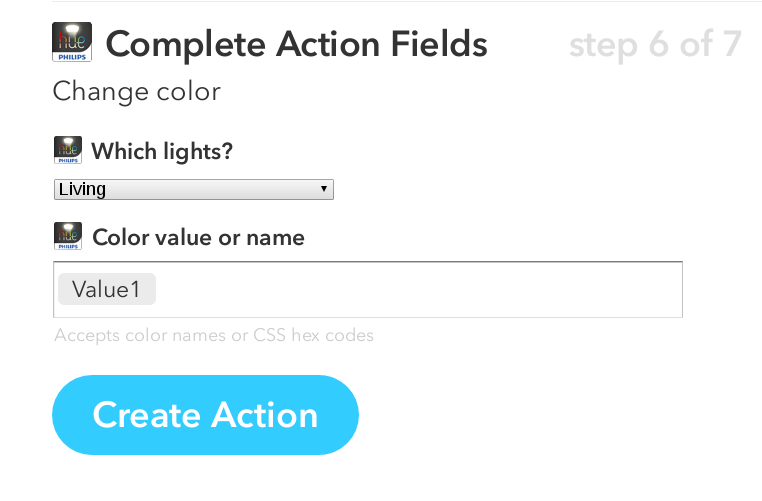 hue
PHILIPS
Complete Action Fields
step 6 of 7
Change color
hue
PHILIPS
Which lights?
Living
hue
PHILIPS
Color value or name
Value1
Accepts color names or CSS hex codes
Create Action